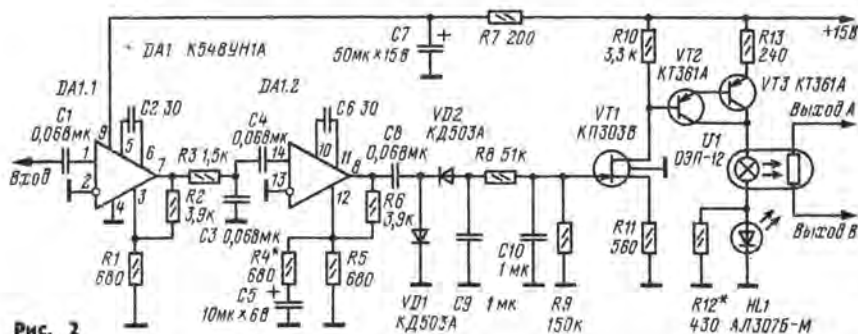 DA1 К548УН1А
C7
50мк×15В
R7 200
R10
3,3к
R13
240
+15В
VT2
КТ361А
VT3 КТ361А
DA1.1
C2 30
DA1.2
C6 30
C1
0,068мк
C4
0,068мк
C8
0,068мк
VD2
КД503А
R8 51к
VT1
КП303В
U1
ОЭП-12
Выход А
Вход
1
9
5
6
7
2
4
3
R3 1,5к
14
10
11
8
13
12
R2
3,9к
C3 0,068мк
R6
3,9к
R1
680
R4*
680
R5
680
C5
10мк×6В
VD1
КД503А
C9
1мк
C10
1мк
R9
150к
R11
560
R12*
430
HL1
АЛ307Б-М
Выход В
Рис. 2